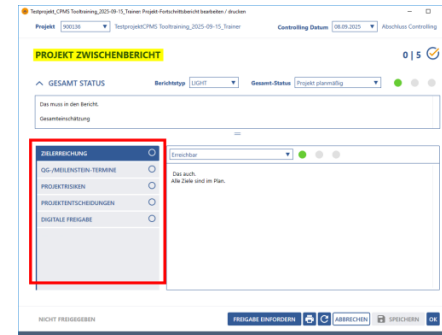 Testprojekt_CPMS Tooltraining_2025-09-15_Trainer Projekt-Fortschrittsbericht bearbeiten / drucken
Projekt 900236 Testprojekt_CPMS Tooltraining_2025-09-15_Trainer Controlling Datum 08.09.2025 Abschluss Controlling
PROJEKT ZWISCHENBERICHT 0 | 5
GESAMT STATUS Berichtstyp LIGHT Gesamt-Status Projekt planmäßig
Das muss in den Bericht.
Gesamteinschätzung
ZIELERREICHUNG Erreichbar
QG-/MEILENSTEIN-TERMINE
PROJEKTRISIKEN
PROJEKTENTSCHEIDUNGEN
DIGITALE FREIGABE
Das auch.
Alle Ziele sind im Plan.
NICHT FREIGEGEBEN FREIGABE EINFORDERN ABBRECHEN SPEICHERN OK